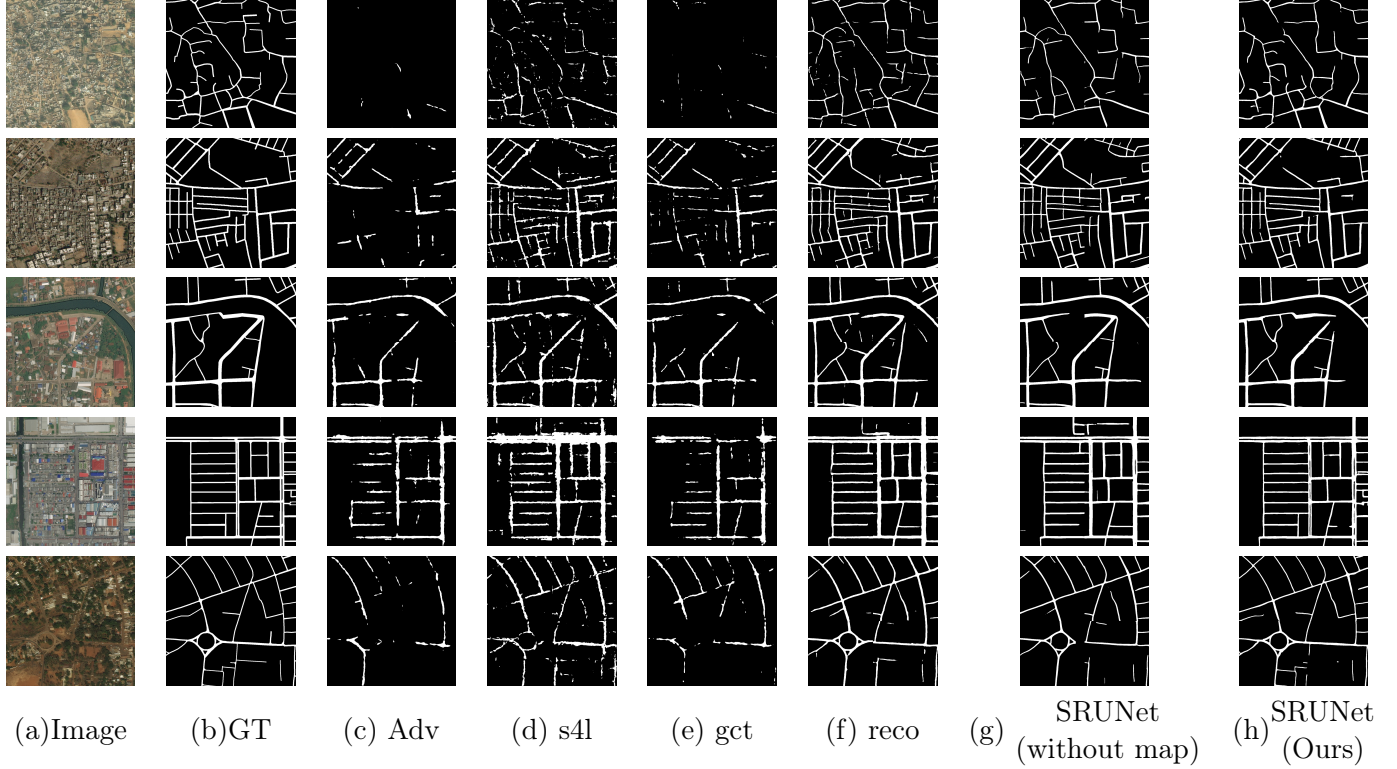 (a)Image (b)GT (c) Adv (d) s4l (e) gct (f) reco (g) SRUNet
(without map) (h) SRUNet
(Ours)